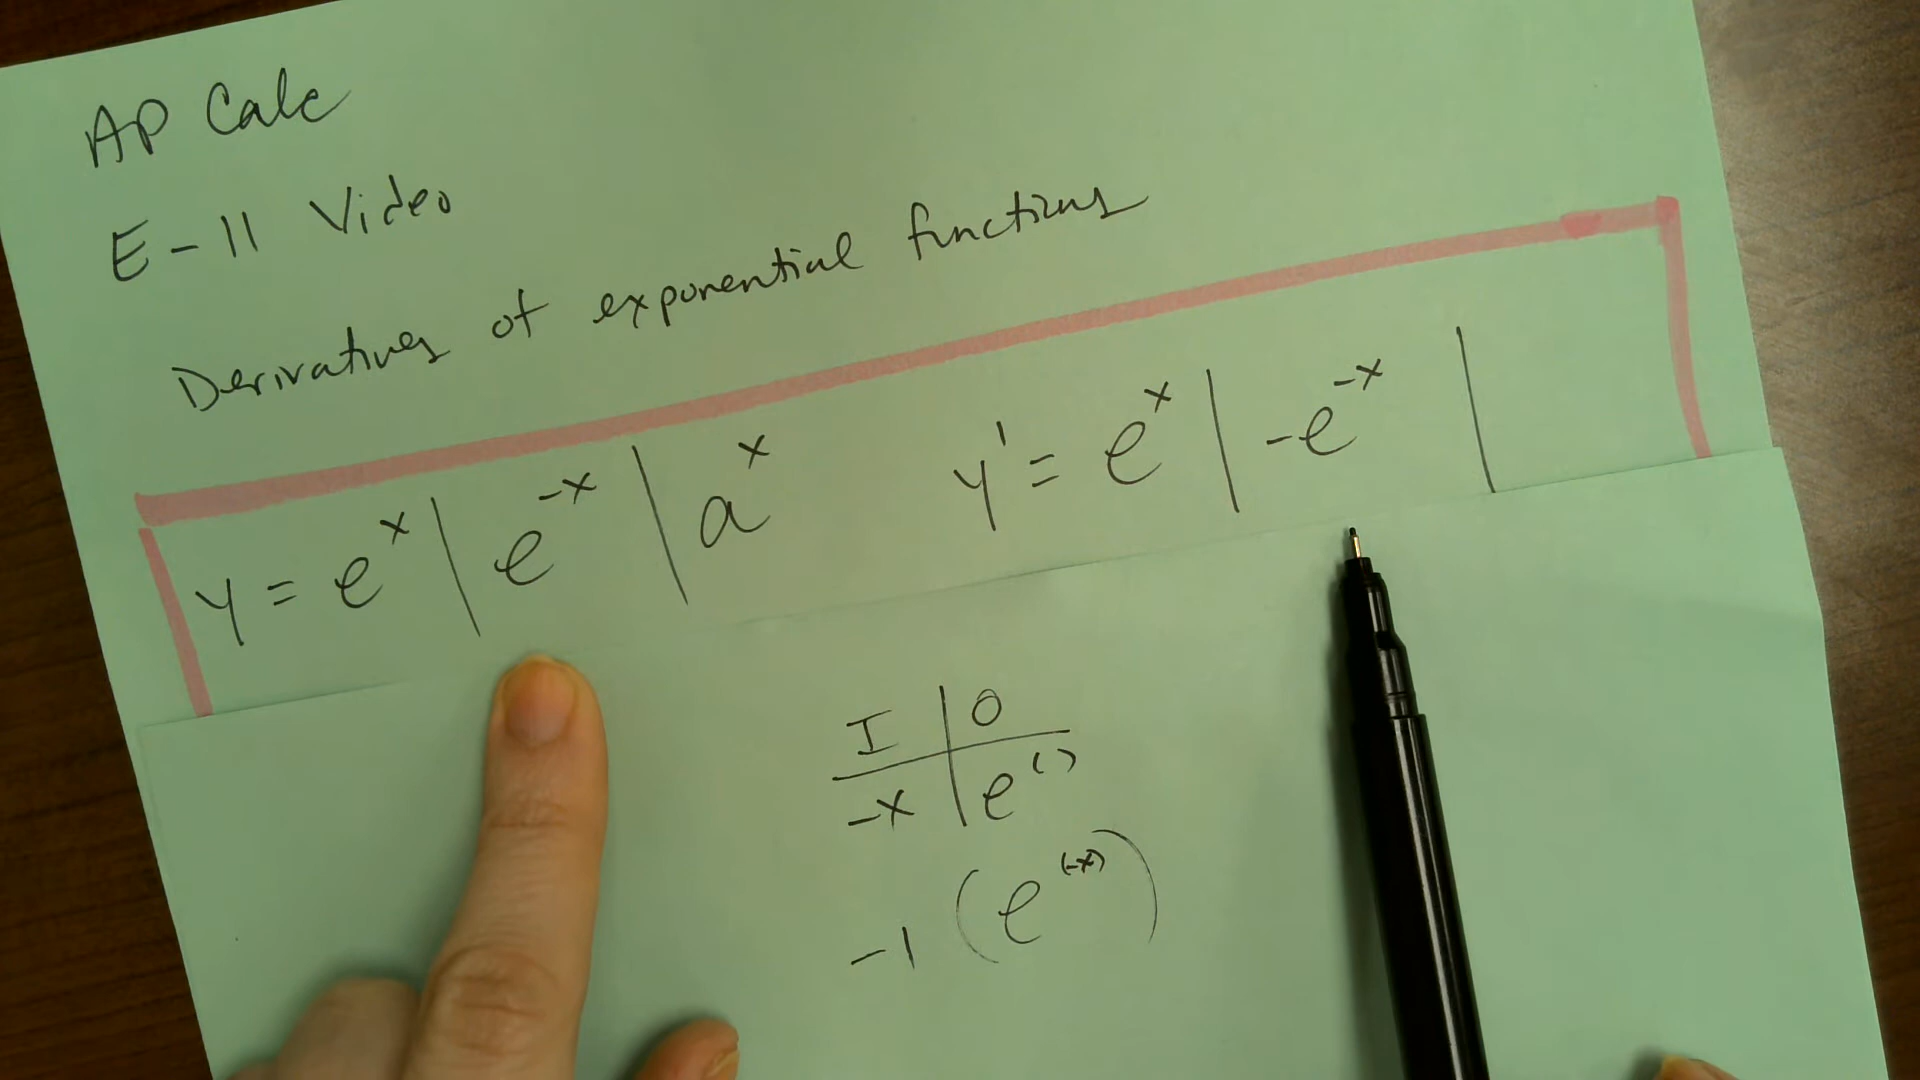 AP Calc
E-11 Video
Derivatives of exponential functions
y = e^x | e^-x | a^x y' = e^x | -e^-x |
I | O
-x | e^( )
-1 (e^(-x))